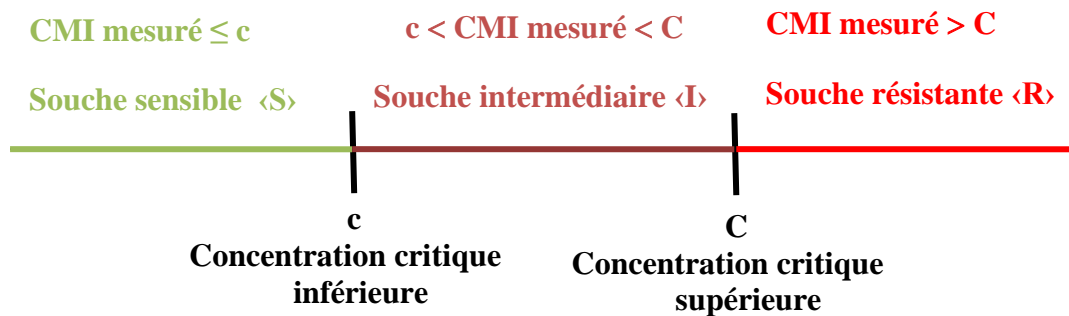 CMI mesuré ≤ c
c < CMI mesuré < C
CMI mesuré > C
Souche sensible ‹S›
Souche intermédiaire ‹I›
Souche résistante ‹R›
c
Concentration critique
inférieure
C
Concentration critique
supérieure